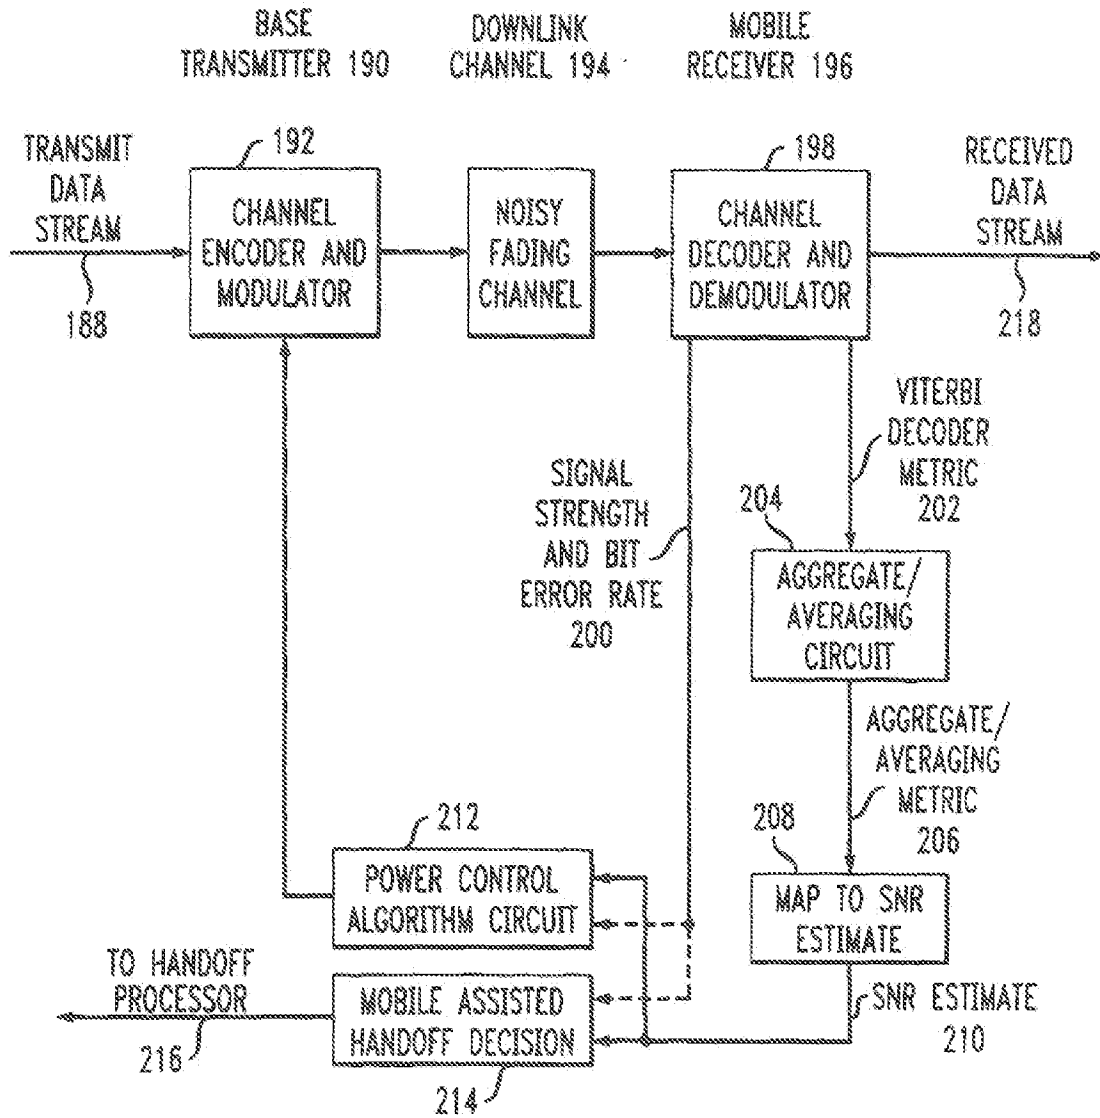 BASE
TRANSMITTER 190
DOWNLINK
CHANNEL 194
MOBILE
RECEIVER 196
TRANSMIT
DATA
STREAM
188
192
CHANNEL
ENCODER AND
MODULATOR
NOISY
FADING
CHANNEL
198
CHANNEL
DECODER AND
DEMODULATOR
RECEIVED
DATA
STREAM
218
SIGNAL
STRENGTH
AND BIT
ERROR RATE
200
VITERBI
DECODER
METRIC
202
204
AGGREGATE/
AVERAGING
CIRCUIT
AGGREGATE/
AVERAGING
METRIC
206
208
MAP TO SNR
ESTIMATE
SNR ESTIMATE
210
212
POWER CONTROL
ALGORITHM CIRCUIT
TO HANDOFF
PROCESSOR
216
MOBILE ASSISTED
HANDOFF DECISION
214